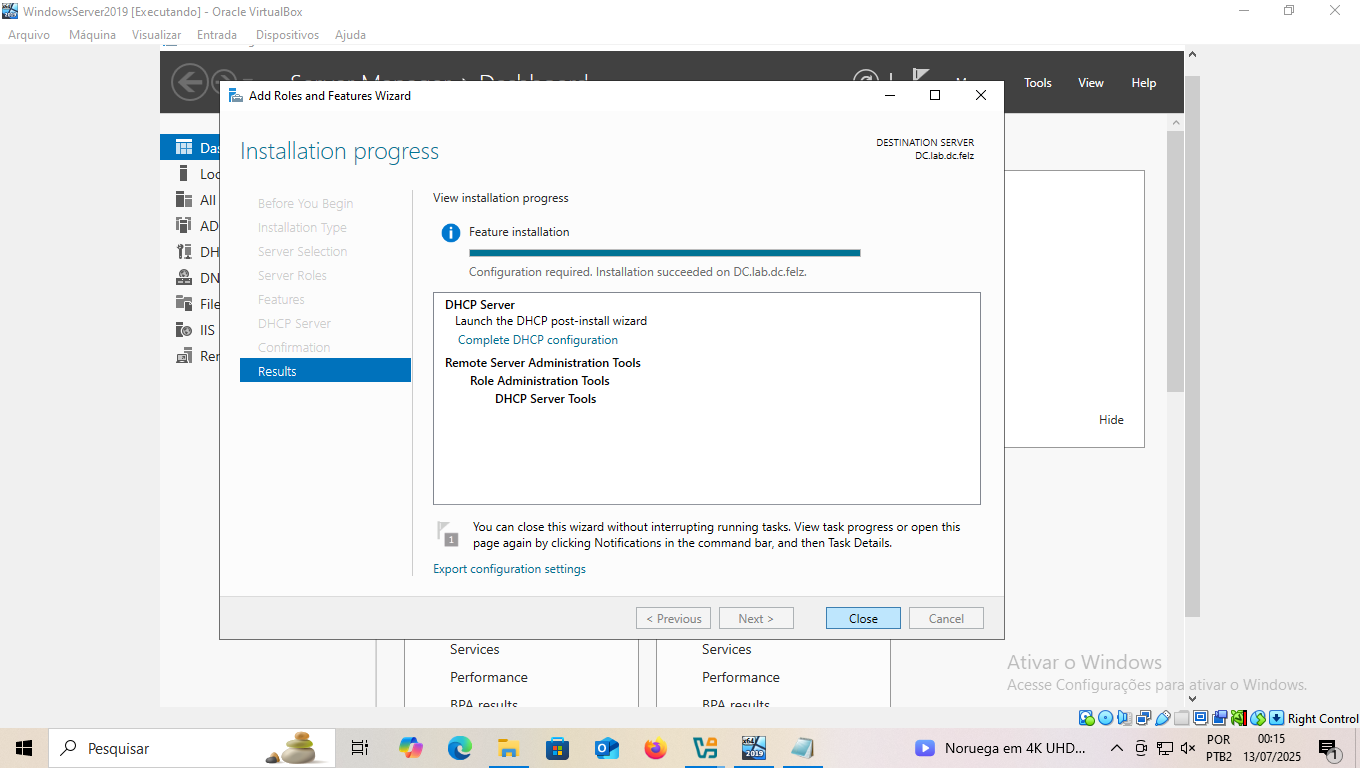 WindowsServer2019 [Executando] - Oracle VirtualBox
Arquivo Máquina Visualizar Entrada Dispositivos Ajuda
Server Manager Dashboard
Tools View Help
Add Roles and Features Wizard
Installation progress
DESTINATION SERVER
DC.lab.dc.felz
Das
Loc
All
AD
DH
DN
File
IIS
Rer
Before You Begin
Installation Type
Server Selection
Server Roles
Features
DHCP Server
Confirmation
Results
View installation progress
Feature installation
Configuration required. Installation succeeded on DC.lab.dc.felz.
DHCP Server
Launch the DHCP post-install wizard
Complete DHCP configuration
Remote Server Administration Tools
Role Administration Tools
DHCP Server Tools
Hide
1
You can close this wizard without interrupting running tasks. View task progress or open this
page again by clicking Notifications in the command bar, and then Task Details.
Export configuration settings
< Previous Next > Close Cancel
Services Services
Performance Performance
BPA results BPA results
Ativar o Windows
Acesse Configurações para ativar o Windows.
Right Control
Pesquisar
x64 2019
Noruega em 4K UHD...
POR
PTB2
00:15
13/07/2025
1